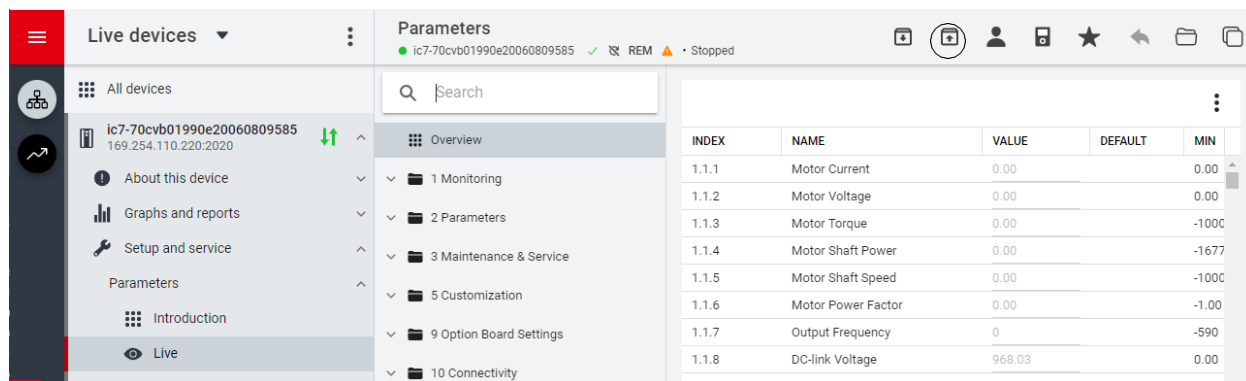 Live devices
Parameters
ic7-70cvb01990e20060809585 REM • Stopped
All devices
ic7-70cvb01990e20060809585
169.254.110.220:2020
About this device
Graphs and reports
Setup and service
Parameters
Introduction
Live
Search
Overview
1 Monitoring
2 Parameters
3 Maintenance & Service
5 Customization
9 Option Board Settings
10 Connectivity
INDEX NAME VALUE DEFAULT MIN
1.1.1 Motor Current 0.00 0.00
1.1.2 Motor Voltage 0.00 0.00
1.1.3 Motor Torque 0.00 -1000
1.1.4 Motor Shaft Power 0.00 -1677
1.1.5 Motor Shaft Speed 0.00 -1000
1.1.6 Motor Power Factor 0.00 -1.00
1.1.7 Output Frequency 0 -590
1.1.8 DC-link Voltage 968.03 0.00